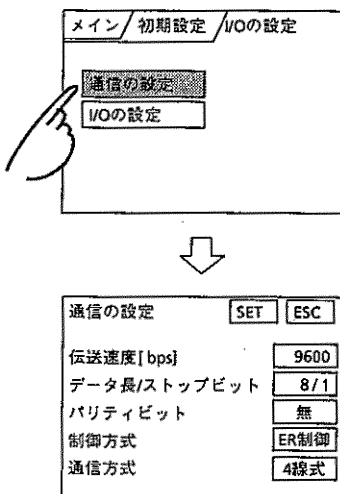 メイン/初期設定/I/Oの設定
通信の設定
I/Oの設定
通信の設定 SET ESC
伝送速度[bps] 9600
データ長/ストップビット 8/1
パリティビット 無
制御方式 ER制御
通信方式 4線式